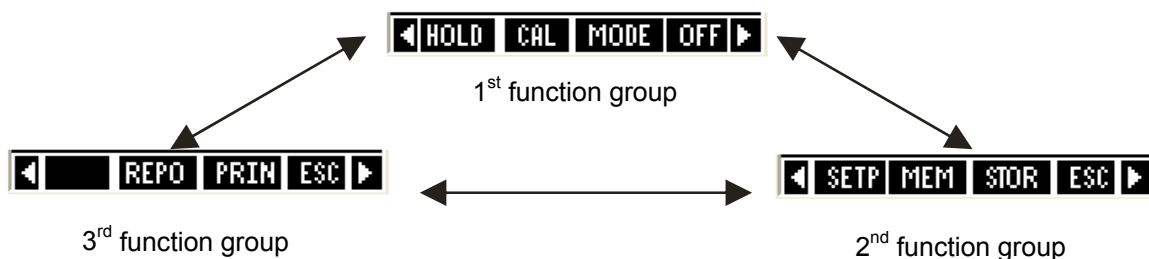 HOLD CAL MODE OFF
1st function group
REPO PRIN ESC
3rd function group
SETP MEM STOR ESC
2nd function group